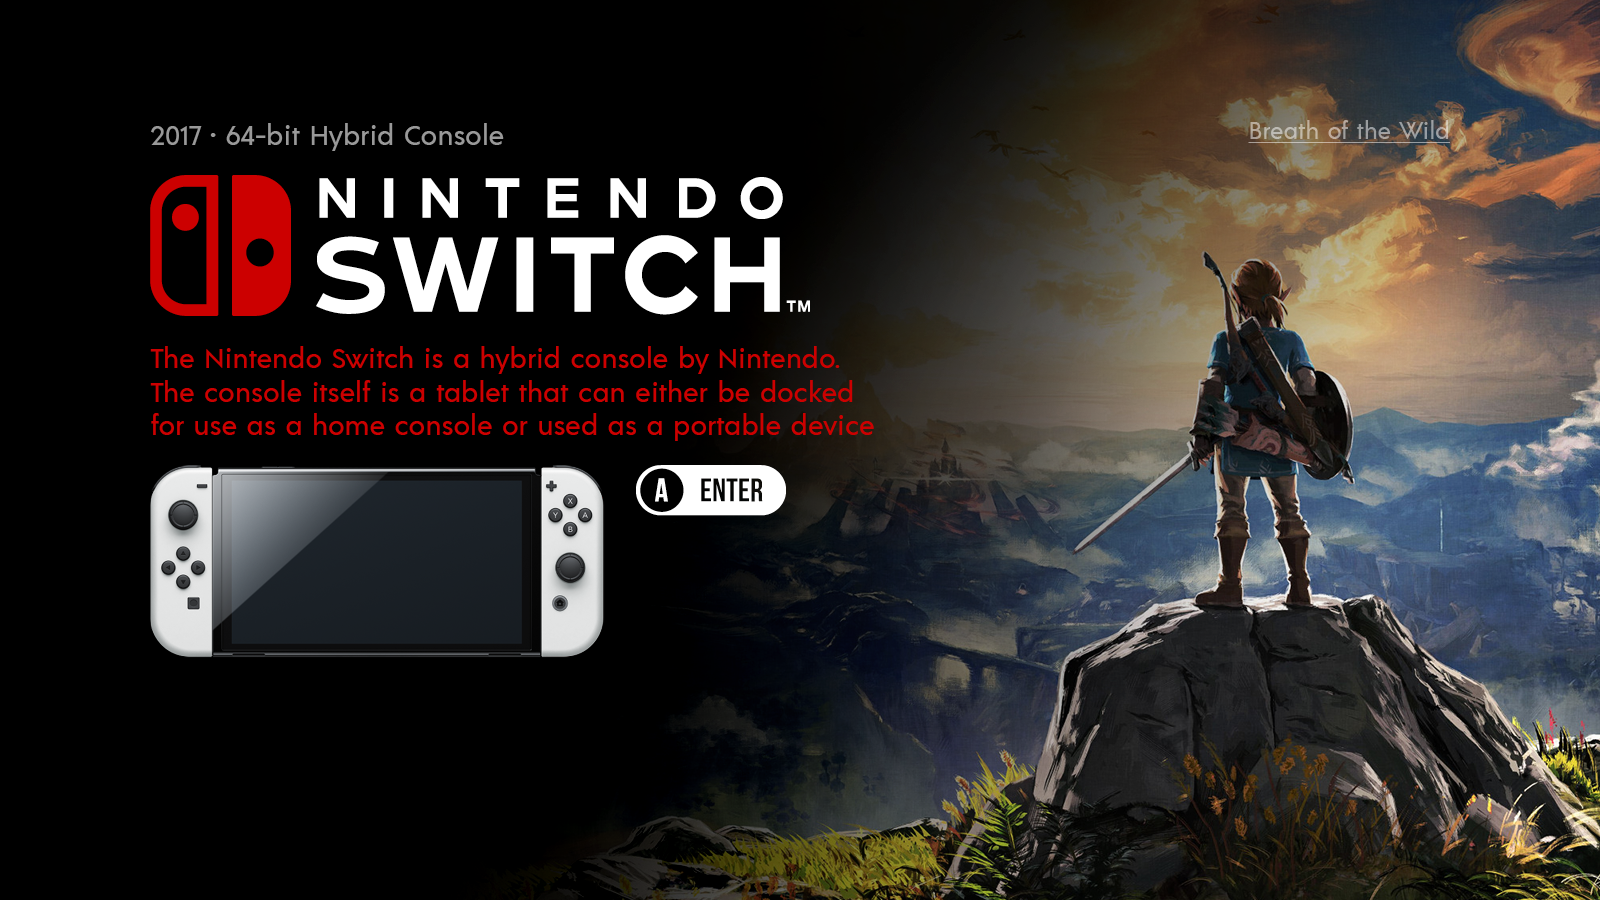 2017 · 64-bit Hybrid Console
Breath of the Wild
NINTENDO
SWITCH™
The Nintendo Switch is a hybrid console by Nintendo.
The console itself is a tablet that can either be docked
for use as a home console or used as a portable device
A ENTER
X
Y A
B